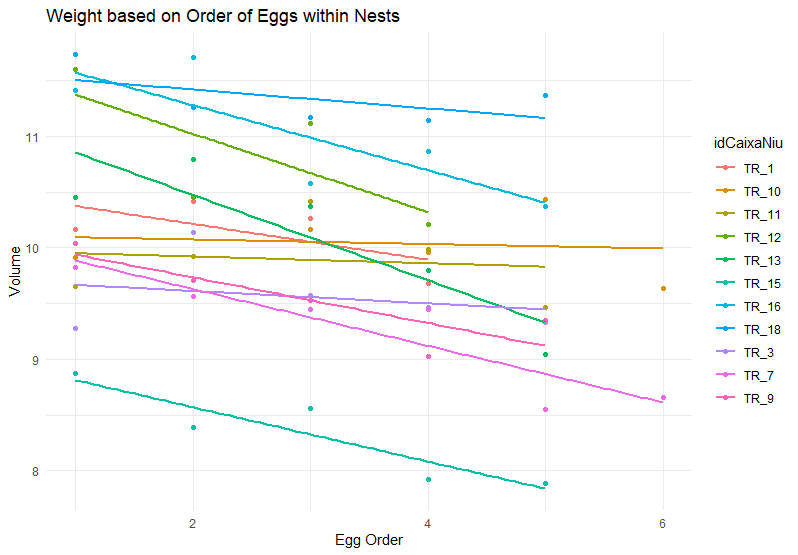 Weight based on Order of Eggs within Nests
Volume
11
10
9
8
2
4
6
Egg Order
idCaixaNiu
TR_1
TR_10
TR_11
TR_12
TR_13
TR_15
TR_16
TR_18
TR_3
TR_7
TR_9